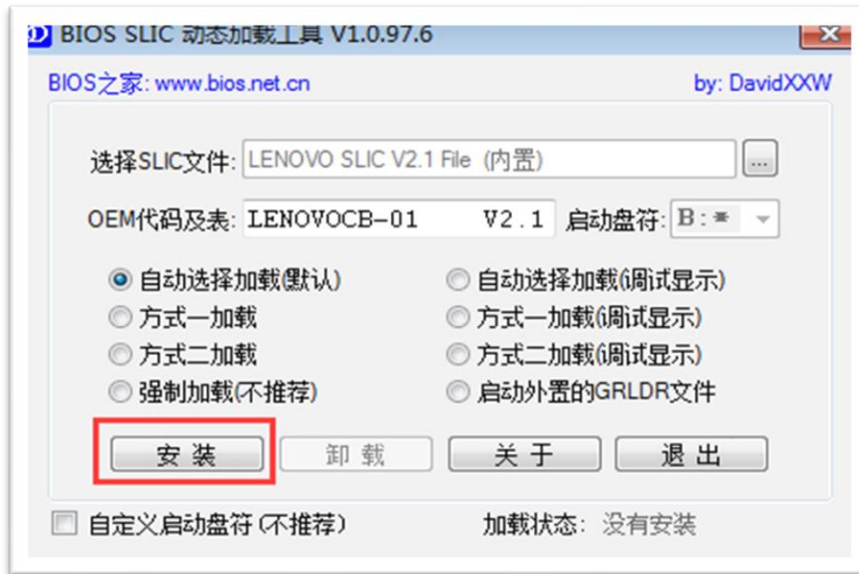 BIOS SLIC 动态加载工具 V1.0.97.6
BIOS之家: www.bios.net.cn by: DavidXXW
选择SLIC文件: LENOVO SLIC V2.1 File (内置) ...
OEM代码及表: LENOVOCB-01 V2.1 启动盘符: B:*
自动选择加载(默认) 自动选择加载(调试显示)
方式一加载 方式一加载(调试显示)
方式二加载 方式二加载(调试显示)
强制加载(不推荐) 启动外置的GRLDR文件
安装 卸载 关于 退出
自定义启动盘符(不推荐) 加载状态: 没有安装